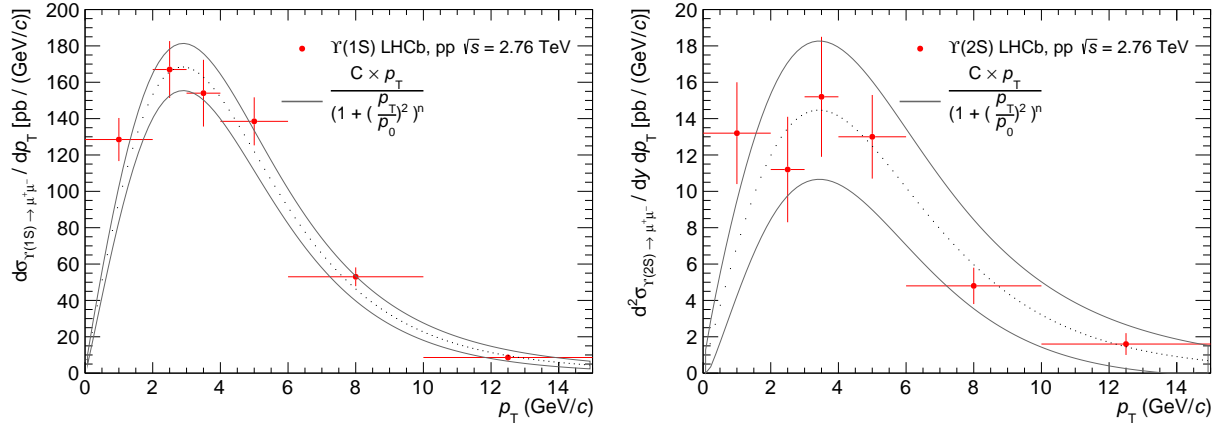 dσ_ϒ(1S) → μ⁺μ⁻ / dp_T [pb / (GeV/c)]
200
180
160
140
120
100
80
60
40
20
0
ϒ(1S) LHCb, pp √s = 2.76 TeV
C × p_T
(1 + (p_T/p_0)² )ⁿ
0 2 4 6 8 10 12 14
p_T (GeV/c)
d²σ_ϒ(2S) → μ⁺μ⁻ / dy dp_T [pb / (GeV/c)]
20
18
16
14
12
10
8
6
4
2
0
ϒ(2S) LHCb, pp √s = 2.76 TeV
C × p_T
(1 + (p_T/p_0)² )ⁿ
0 2 4 6 8 10 12 14
p_T (GeV/c)